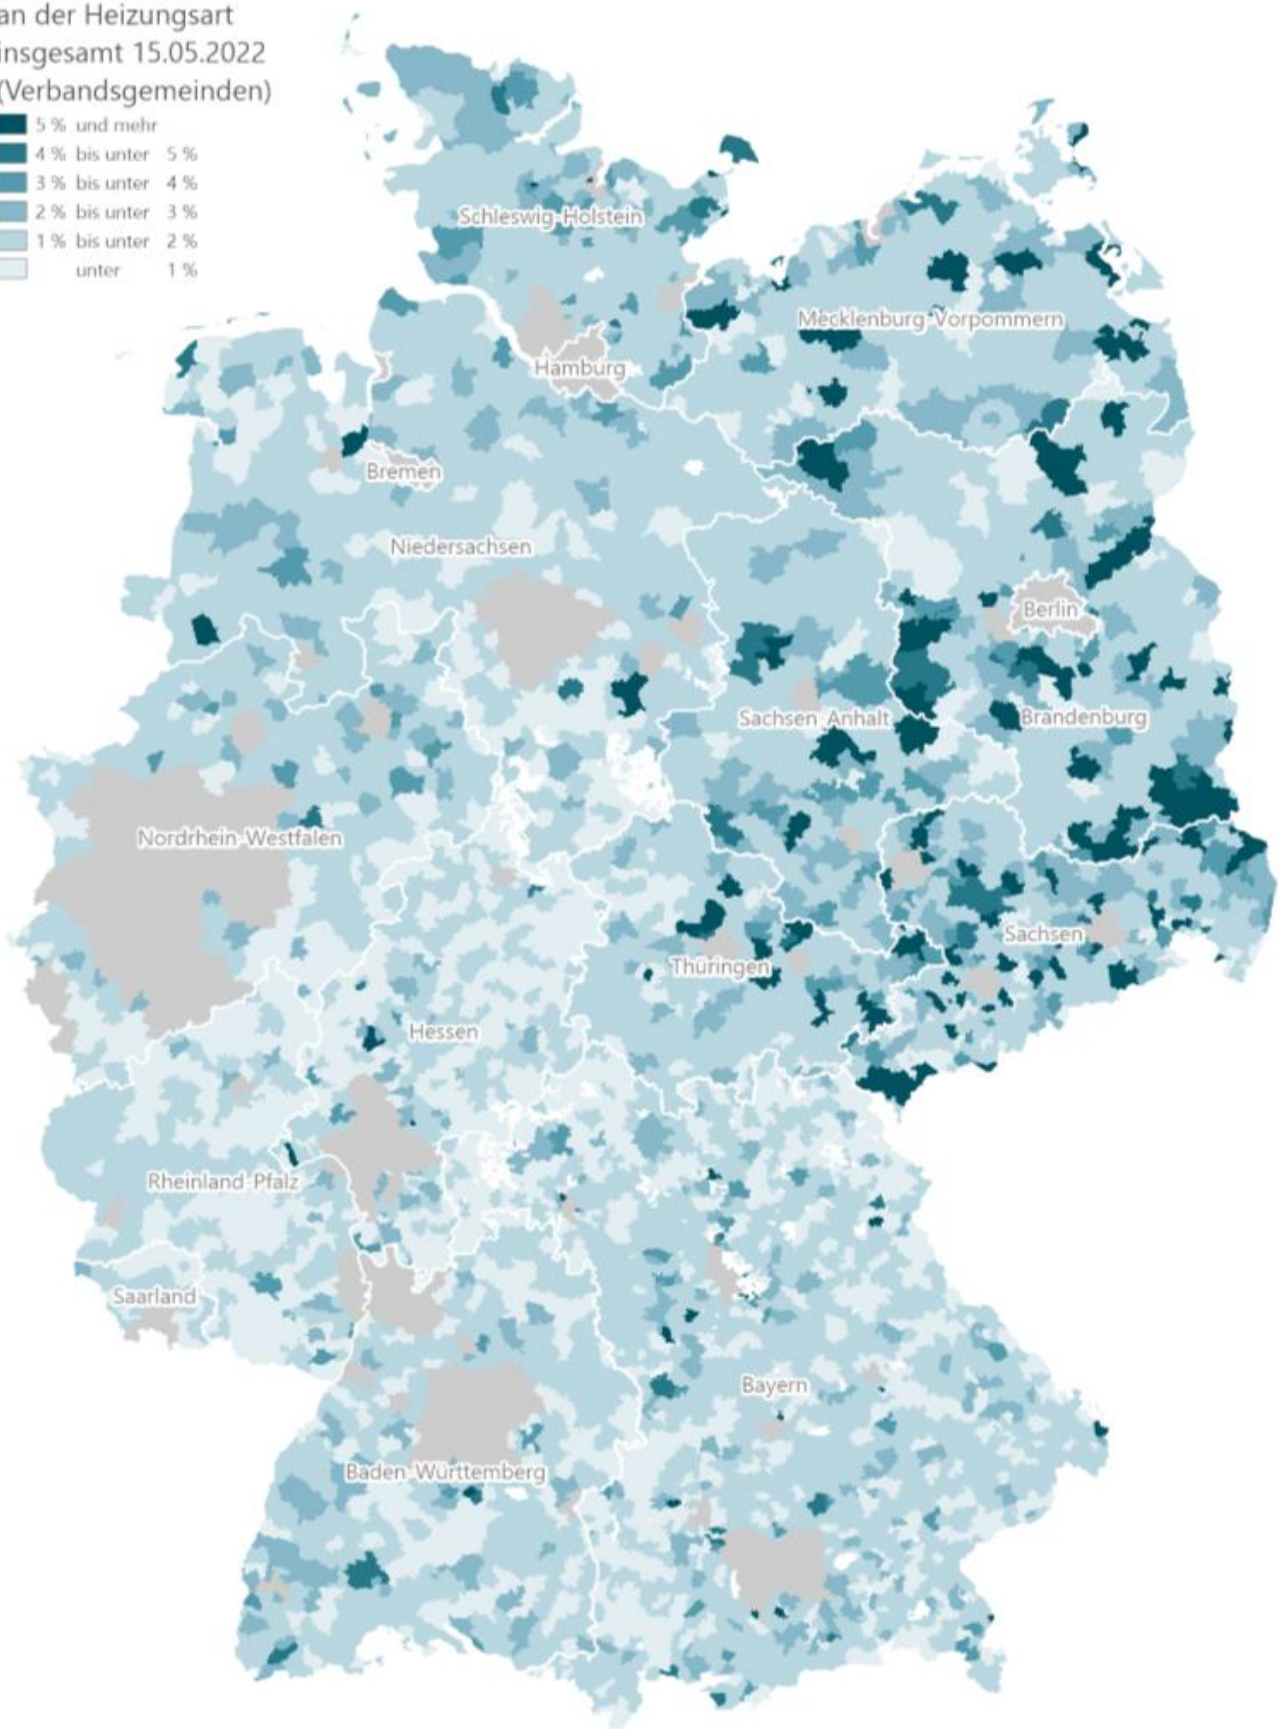 an der Heizungsart
insgesamt 15.05.2022
(Verbandsgemeinden)
5 % und mehr
4 % bis unter 5 %
3 % bis unter 4 %
2 % bis unter 3 %
1 % bis unter 2 %
unter 1 %
Schleswig-Holstein
Mecklenburg-Vorpommern
Hamburg
Bremen
Niedersachsen
Berlin
Sachsen-Anhalt
Brandenburg
Nordrhein-Westfalen
Sachsen
Thüringen
Hessen
Rheinland-Pfalz
Saarland
Bayern
Baden-Württemberg